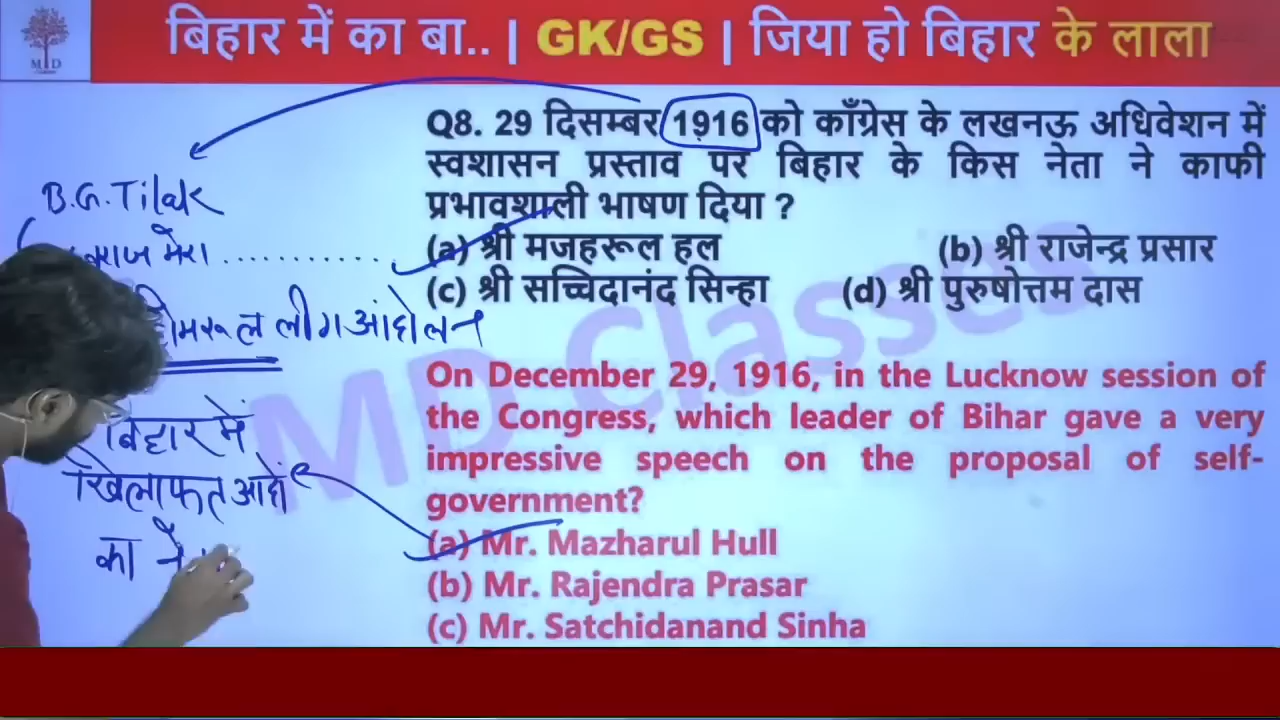 बिहार में का बा.. | GK/GS | जिया हो बिहार के लाला
M D
Q8. 29 दिसम्बर 1916 को काँग्रेस के लखनऊ अधिवेशन में
स्वशासन प्रस्ताव पर बिहार के किस नेता ने काफी
प्रभावशाली भाषण दिया ?
(a) श्री मजहरूल हल
(b) श्री राजेन्द्र प्रसार
(c) श्री सच्चिदानंद सिन्हा
(d) श्री पुरुषोत्तम दास
On December 29, 1916, in the Lucknow session of
the Congress, which leader of Bihar gave a very
impressive speech on the proposal of self-
government?
(a) Mr. Mazharul Hull
(b) Mr. Rajendra Prasar
(c) Mr. Satchidanand Sinha
MD Classes
B.G. Tilak
मेरा ............
लीग आंदोलन
बिहार में
खिलाफत आंदो
का